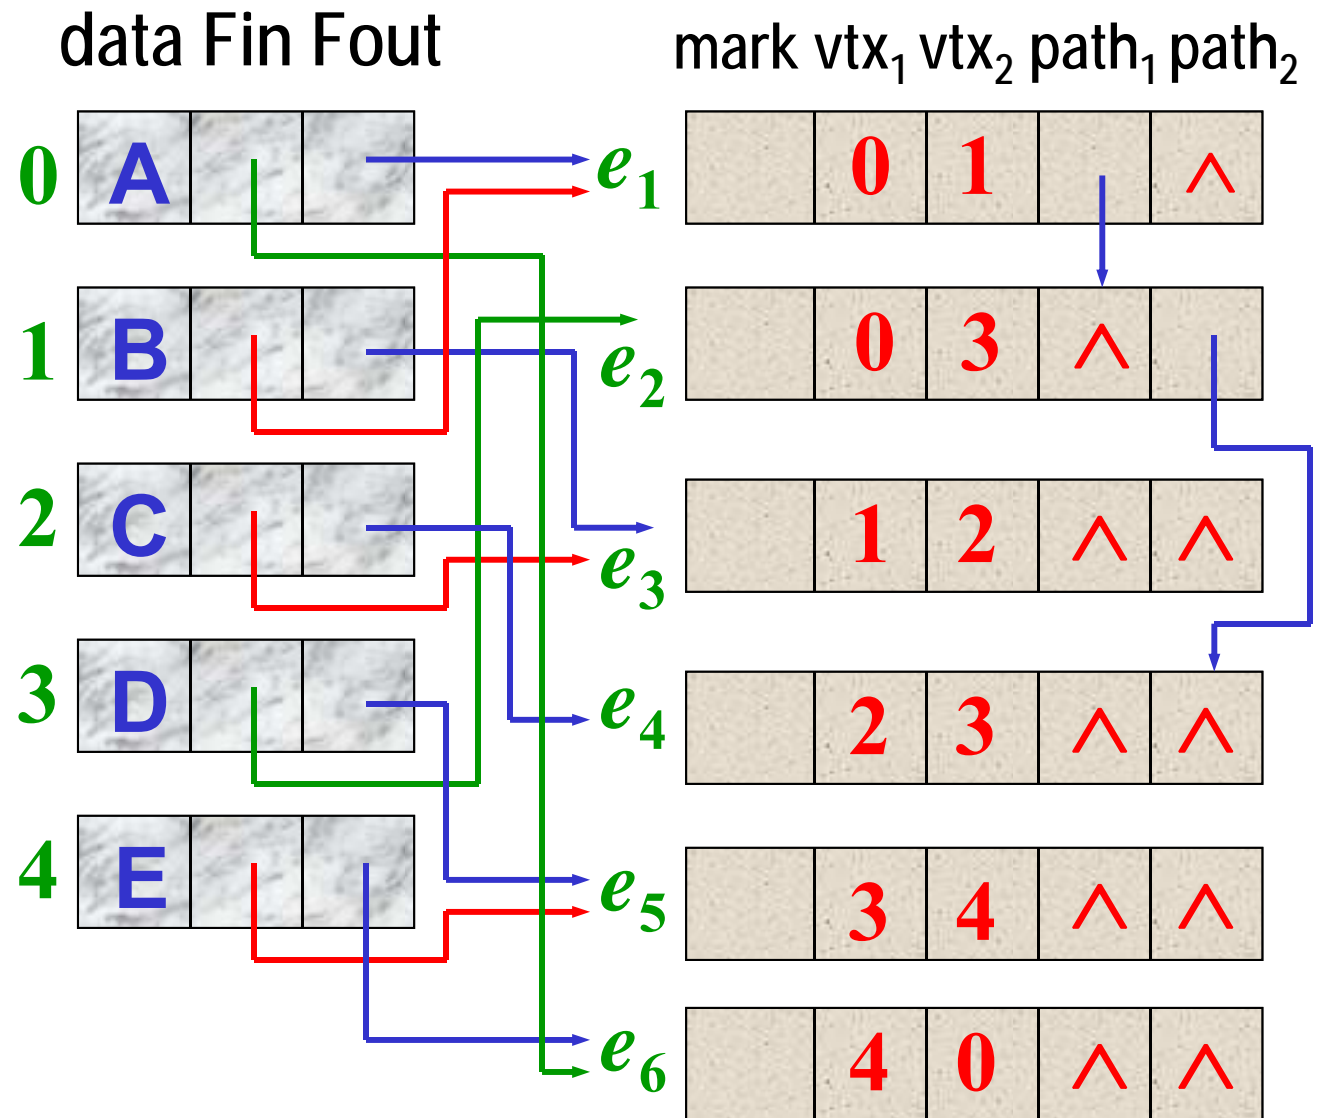 data Fin Fout mark vtx₁ vtx₂ path₁ path₂
0 A e₁ 0 1 ∧
1 B e₂ 0 3 ∧
2 C e₃ 1 2 ∧ ∧
3 D e₄ 2 3 ∧ ∧
4 E e₅ 3 4 ∧ ∧
e₆ 4 0 ∧ ∧